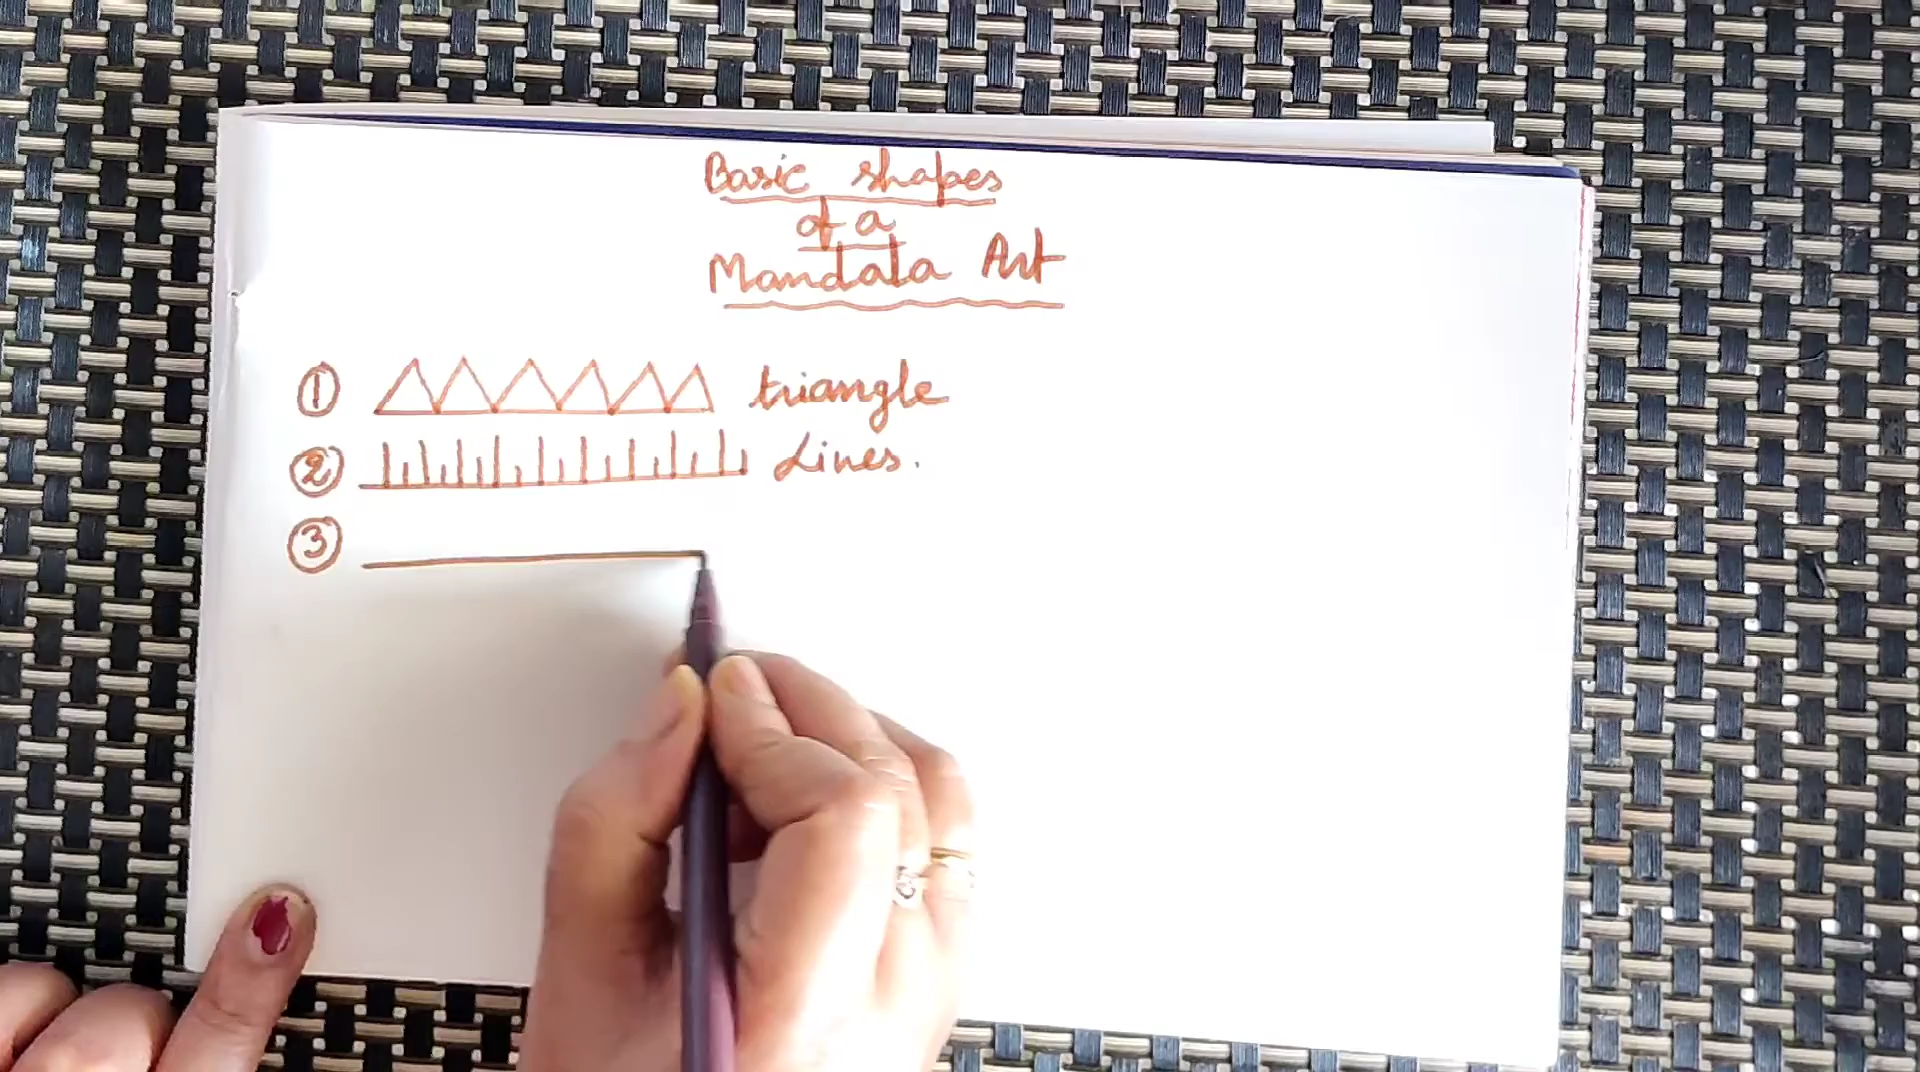 Basic shapes
of a
Mandala Art
1 triangle
2 Lines.
3